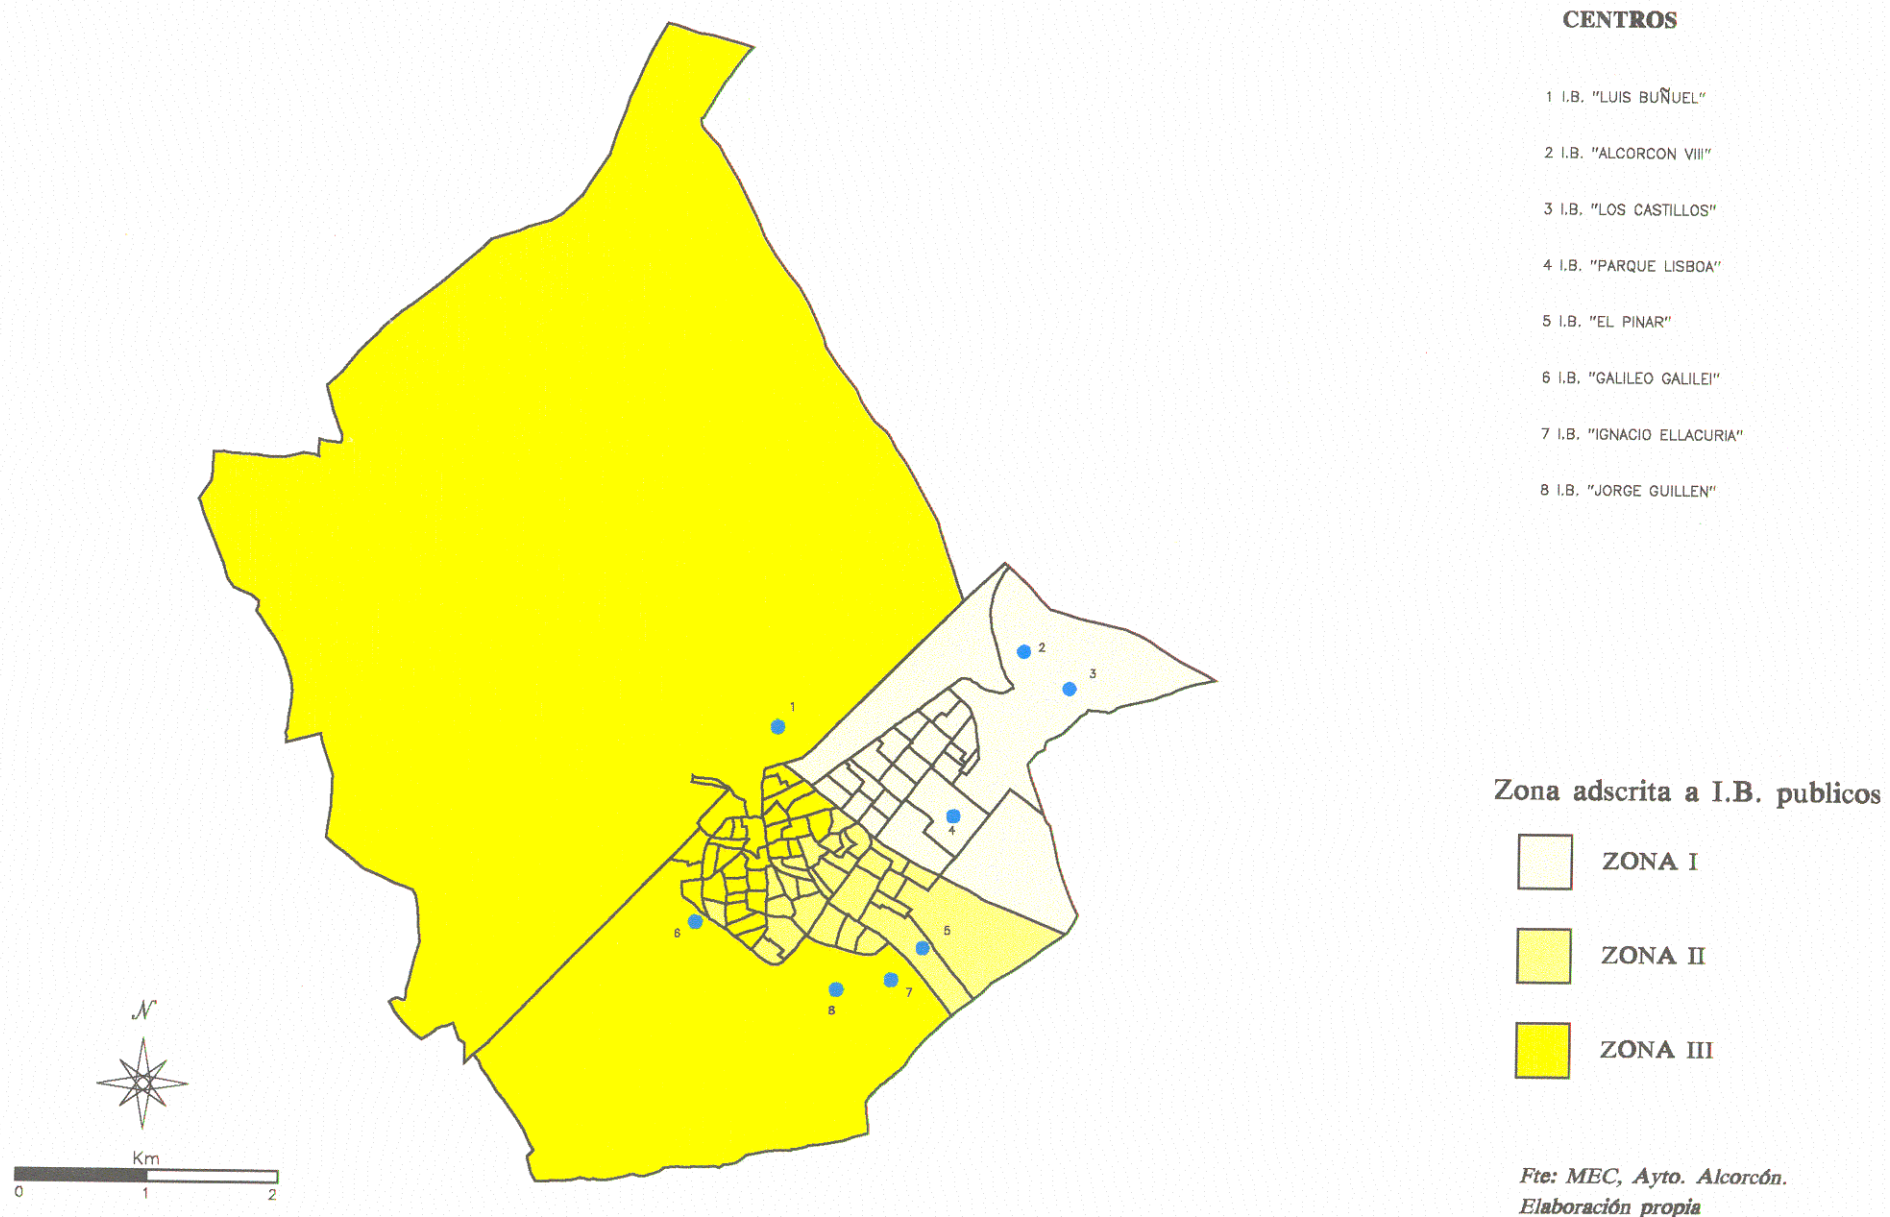 CENTROS
1 I.B. "LUIS BUÑUEL"
2 I.B. "ALCORCON VIII"
3 I.B. "LOS CASTILLOS"
4 I.B. "PARQUE LISBOA"
5 I.B. "EL PINAR"
6 I.B. "GALILEO GALILEI"
7 I.B. "IGNACIO ELLACURIA"
8 I.B. "JORGE GUILLEN"
2
3
1
4
5
6
7
8
Zona adscrita a I.B. publicos
ZONA I
ZONA II
ZONA III
N
Km
0 1 2
Fte: MEC, Ayto. Alcorcón.
Elaboración propia